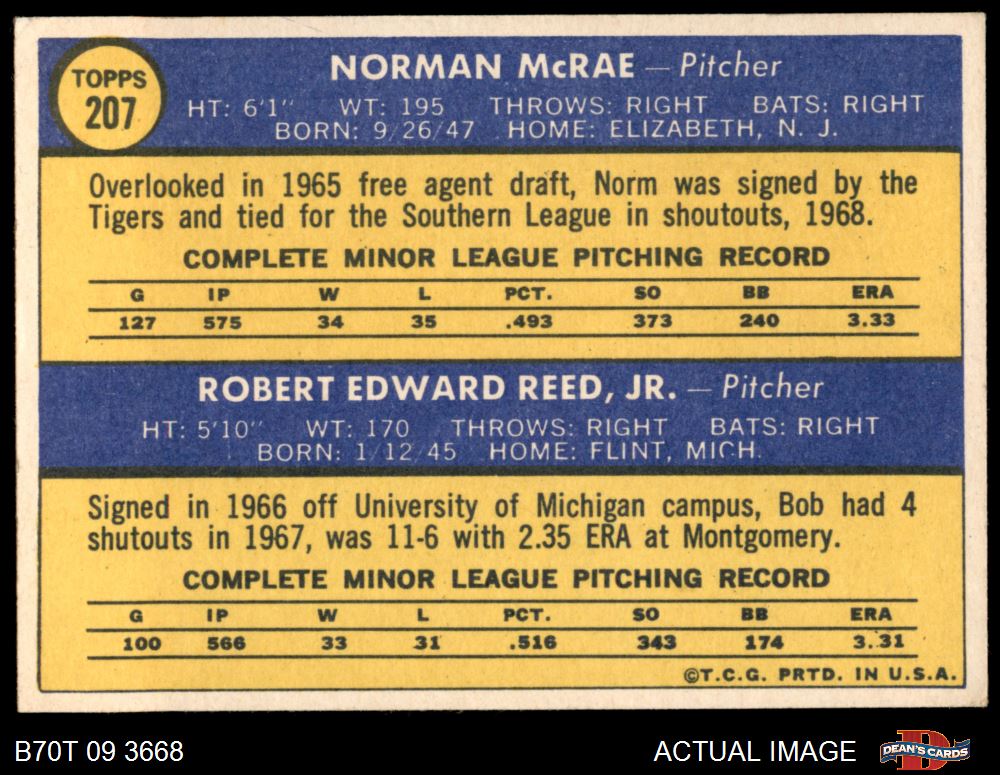 TOPPS
207
NORMAN McRAE — Pitcher
HT: 6'1" WT: 195 THROWS: RIGHT BATS: RIGHT
BORN: 9/26/47 HOME: ELIZABETH, N. J.
Overlooked in 1965 free agent draft, Norm was signed by the
Tigers and tied for the Southern League in shoutouts, 1968.
COMPLETE MINOR LEAGUE PITCHING RECORD
G IP W L PCT. SO BB ERA
127 575 34 35 .493 373 240 3.33
ROBERT EDWARD REED, JR. — Pitcher
HT: 5'10" WT: 170 THROWS: RIGHT BATS: RIGHT
BORN: 1/12/45 HOME: FLINT, MICH.
Signed in 1966 off University of Michigan campus, Bob had 4
shutouts in 1967, was 11-6 with 2.35 ERA at Montgomery.
COMPLETE MINOR LEAGUE PITCHING RECORD
G IP W L PCT. SO BB ERA
100 566 33 31 .516 343 174 3.31
©T.C.G. PRTD. IN U.S.A.
B70T 09 3668 ACTUAL IMAGE D DEAN'S CARDS